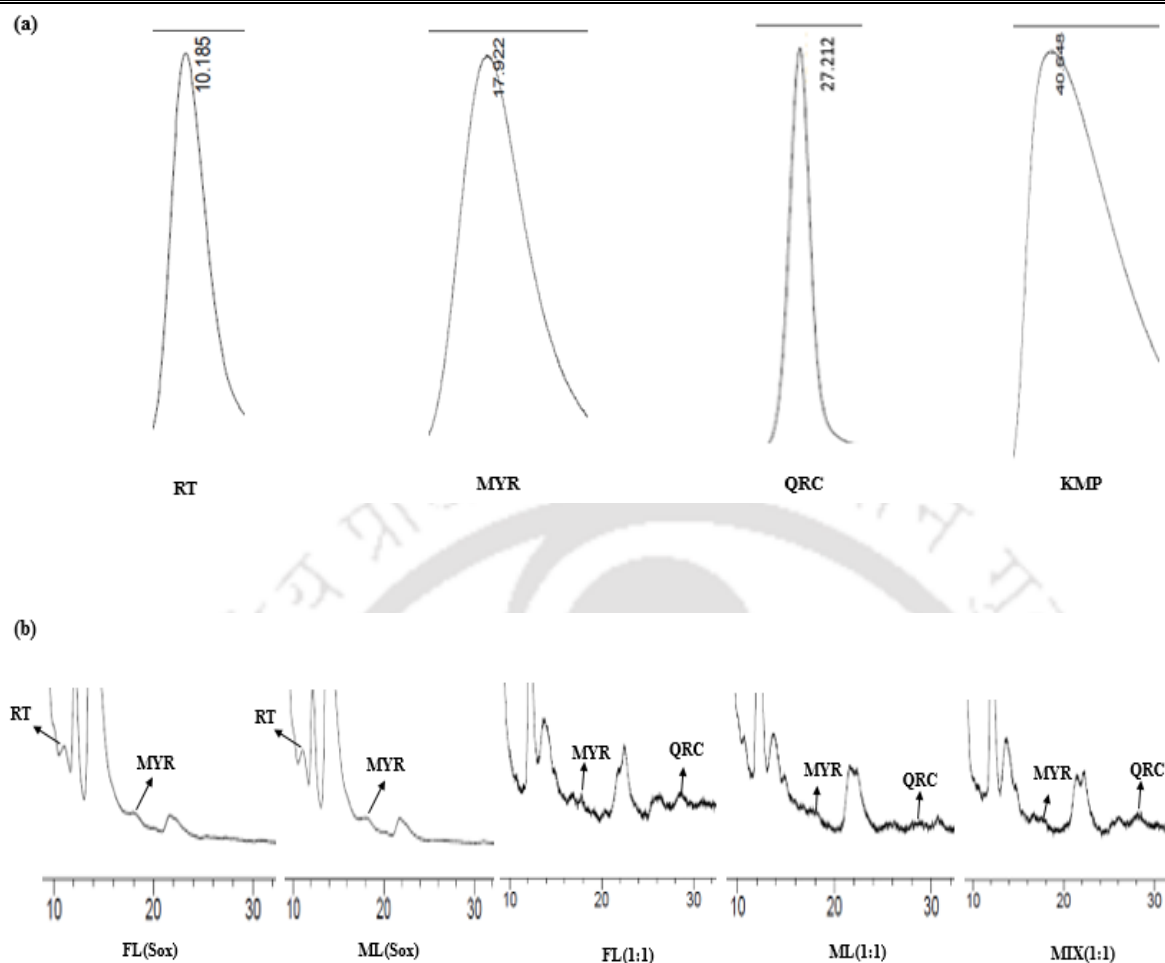 (a)
10.185
17.922
27.212
40.648
RT
MYR
QRC
KMP
(b)
RT
MYR
RT
MYR
MYR
QRC
MYR
QRC
MYR
QRC
10 20 30
10 20 30
10 20 30
10 20 30
10 20 30
FL(Sox)
ML(Sox)
FL(1:1)
ML(1:1)
MIX(1:1)